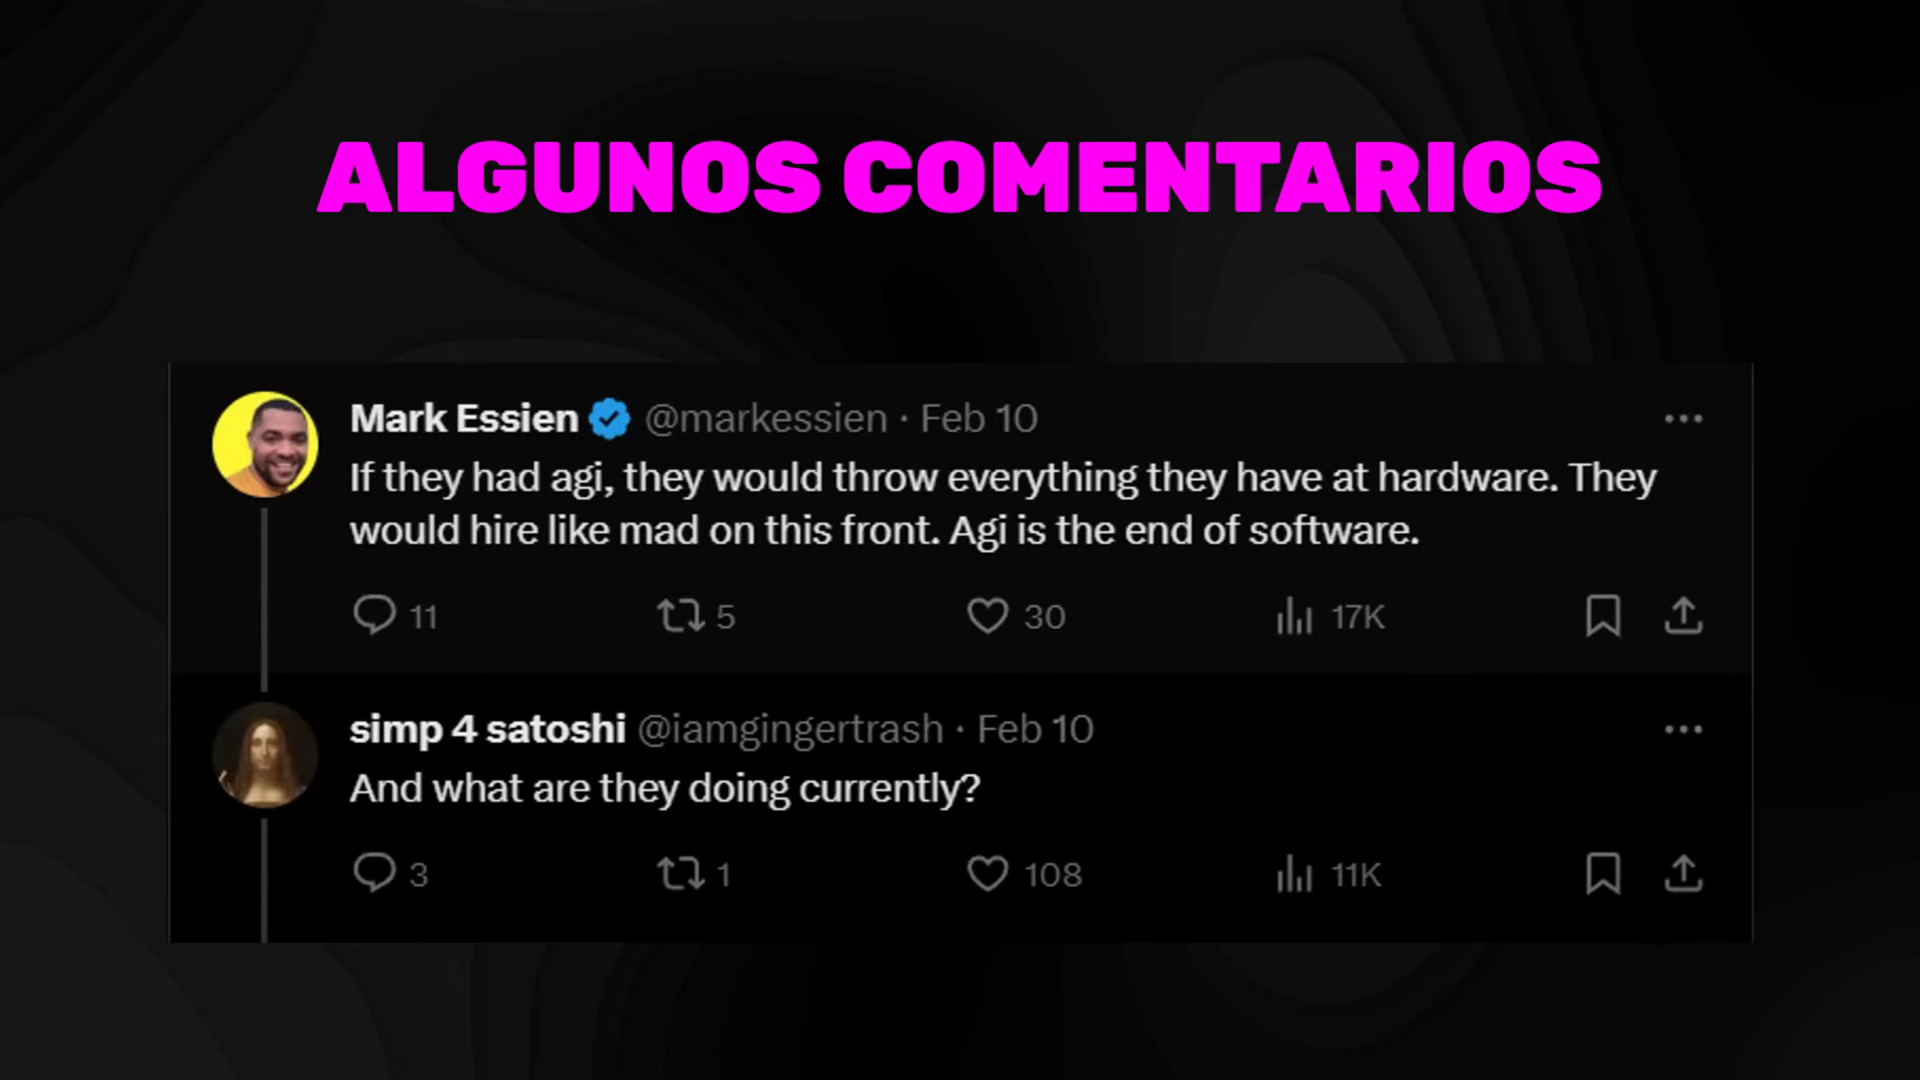 ALGUNOS COMENTARIOS
Mark Essien @markessien · Feb 10
If they had agi, they would throw everything they have at hardware. They
would hire like mad on this front. Agi is the end of software.
11 5 30 17K
simp 4 satoshi @iamgingertrash · Feb 10
And what are they doing currently?
3 1 108 11K